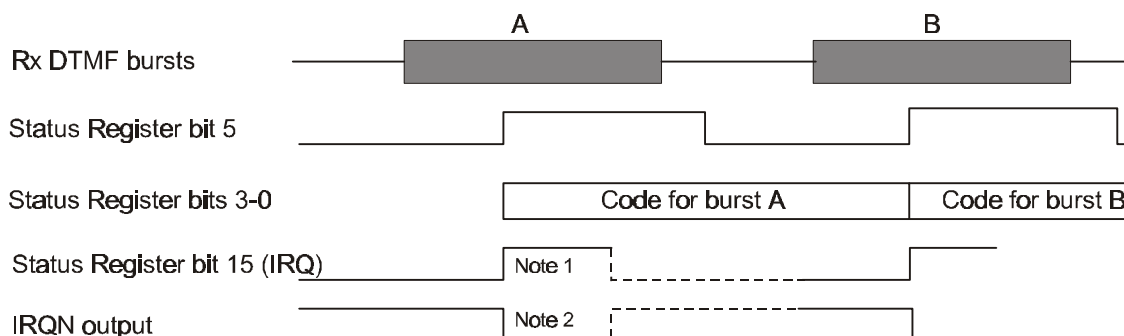 A B
Rx DTMF bursts
Status Register bit 5
Status Register bits 3-0 Code for burst A Code for burst B
Status Register bit 15 (IRQ) Note 1
IRQN output Note 2